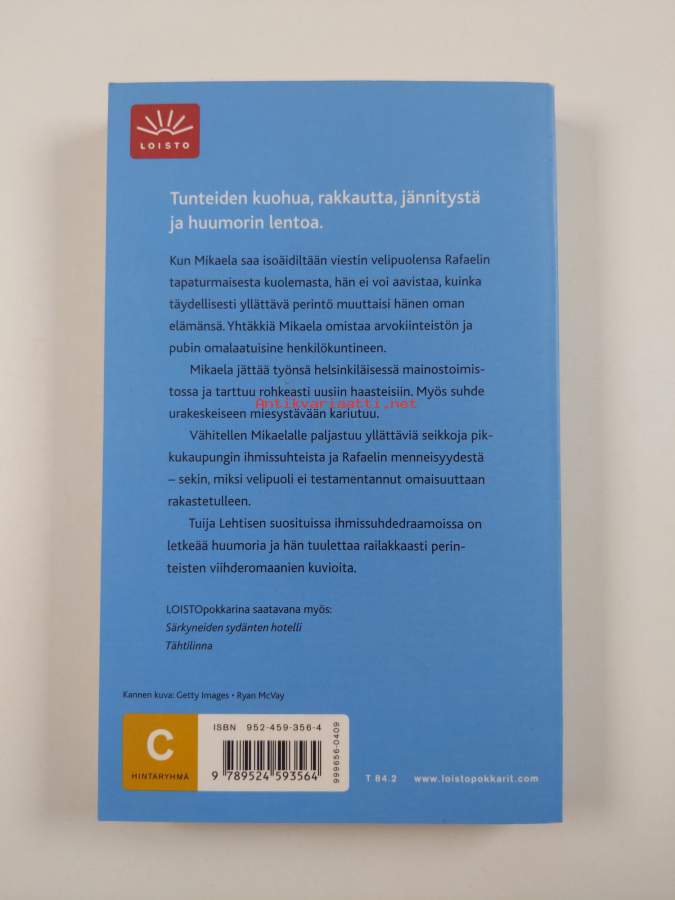 LOISTO
Tunteiden kuohua, rakkautta, jännitystä
ja huumorin lentoa.
Kun Mikaela saa isoäidiltään viestin velipuolensa Rafaelin
tapaturmaisesta kuolemasta, hän ei voi aavistaa, kuinka
täydellisesti yllättävä perintö muuttaisi hänen oman
elämänsä. Yhtäkkiä Mikaela omistaa arvokiinteistön ja
pubin omalaatuisine henkilökuntineen.
Mikaela jättää työnsä helsinkiläisessä mainostoimis-
tossa ja tarttuu rohkeasti uusiin haasteisiin. Myös suhde
Antikvariaatti.net
urakeskeiseen miesystävään kariutuu.
Vähitellen Mikaelalle paljastuu yllättäviä seikkoja pik-
kukaupungin ihmissuhteista ja Rafaelin menneisyydestä
– sekin, miksi velipuoli ei testamentannut omaisuuttaan
rakastetulleen.
Tuija Lehtisen suosituissa ihmissuhdedraamoissa on
letkeää huumoria ja hän tuulettaa railakkaasti perin-
teisten viihderomaanien kuvioita.
LOISTOpokkarina saatavana myös:
Särkyneiden sydänten hotelli
Tähtilinna
Kannen kuva: Getty Images • Ryan McVay
C
HINTARYHMÄ
ISBN 952-459-356-4
9 789524 593564
999656-0409
T 84.2 www.loistopokkarit.com